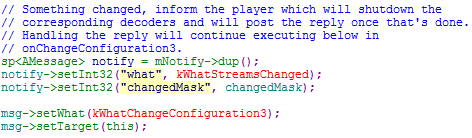 // Something changed, inform the player which will shutdown the
// corresponding decoders and will post the reply once that's done.
// Handling the reply will continue executing below in
// onChangeConfiguration3.
sp<AMessage> notify = mNotify->dup();
notify->setInt32("what", kWhatStreamsChanged);
notify->setInt32("changedMask", changedMask);
msg->setWhat(kWhatChangeConfiguration3);
msg->setTarget(this);